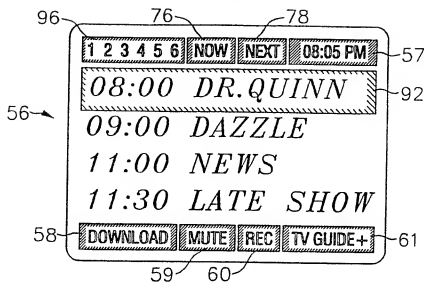 96 76 78
1 2 3 4 5 6 NOW NEXT 08:05 PM 57
08:00 DR.QUINN 92
56 09:00 DAZZLE
11:00 NEWS
11:30 LATE SHOW
58 DOWNLOAD MUTE REC TV GUIDE+ 61
59 60